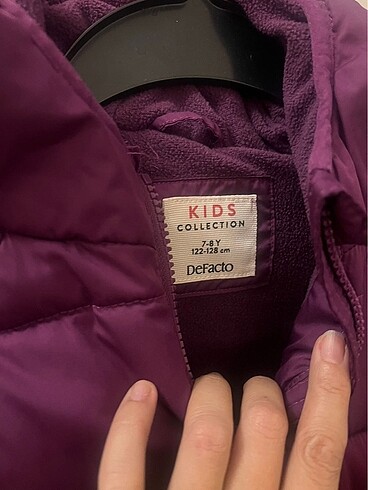 KIDS
COLLECTION
7-8 Y
122-128 cm
DeFacto